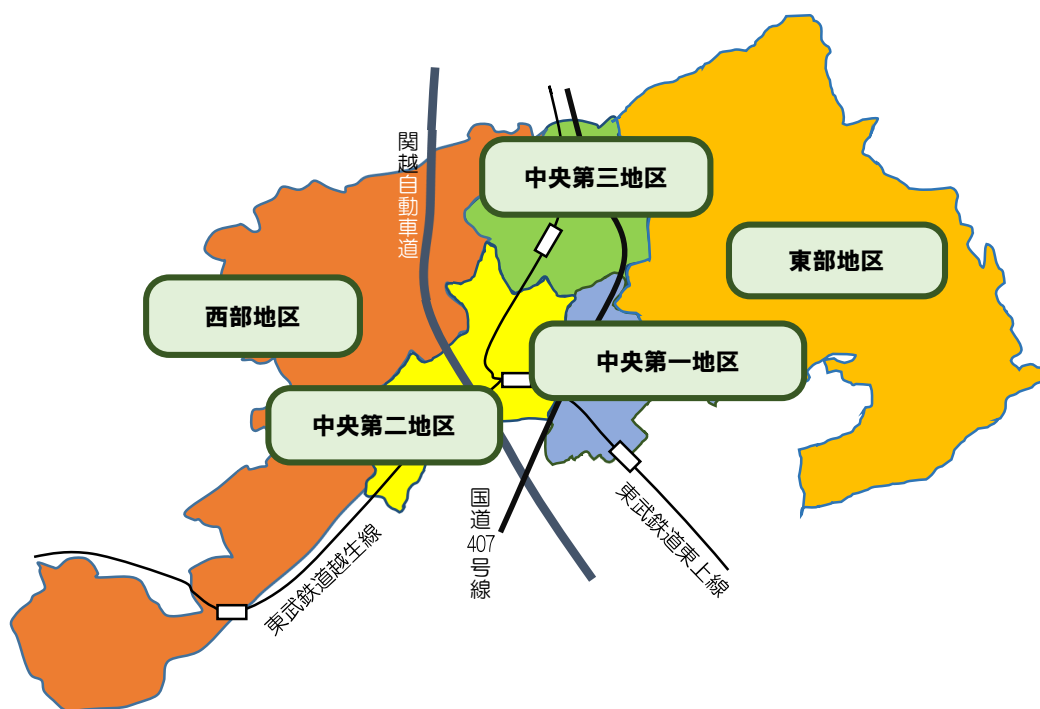 関越自動車道
中央第三地区
東部地区
西部地区
中央第一地区
中央第二地区
国道407号線
東武鉄道東上線
東武鉄道越生線